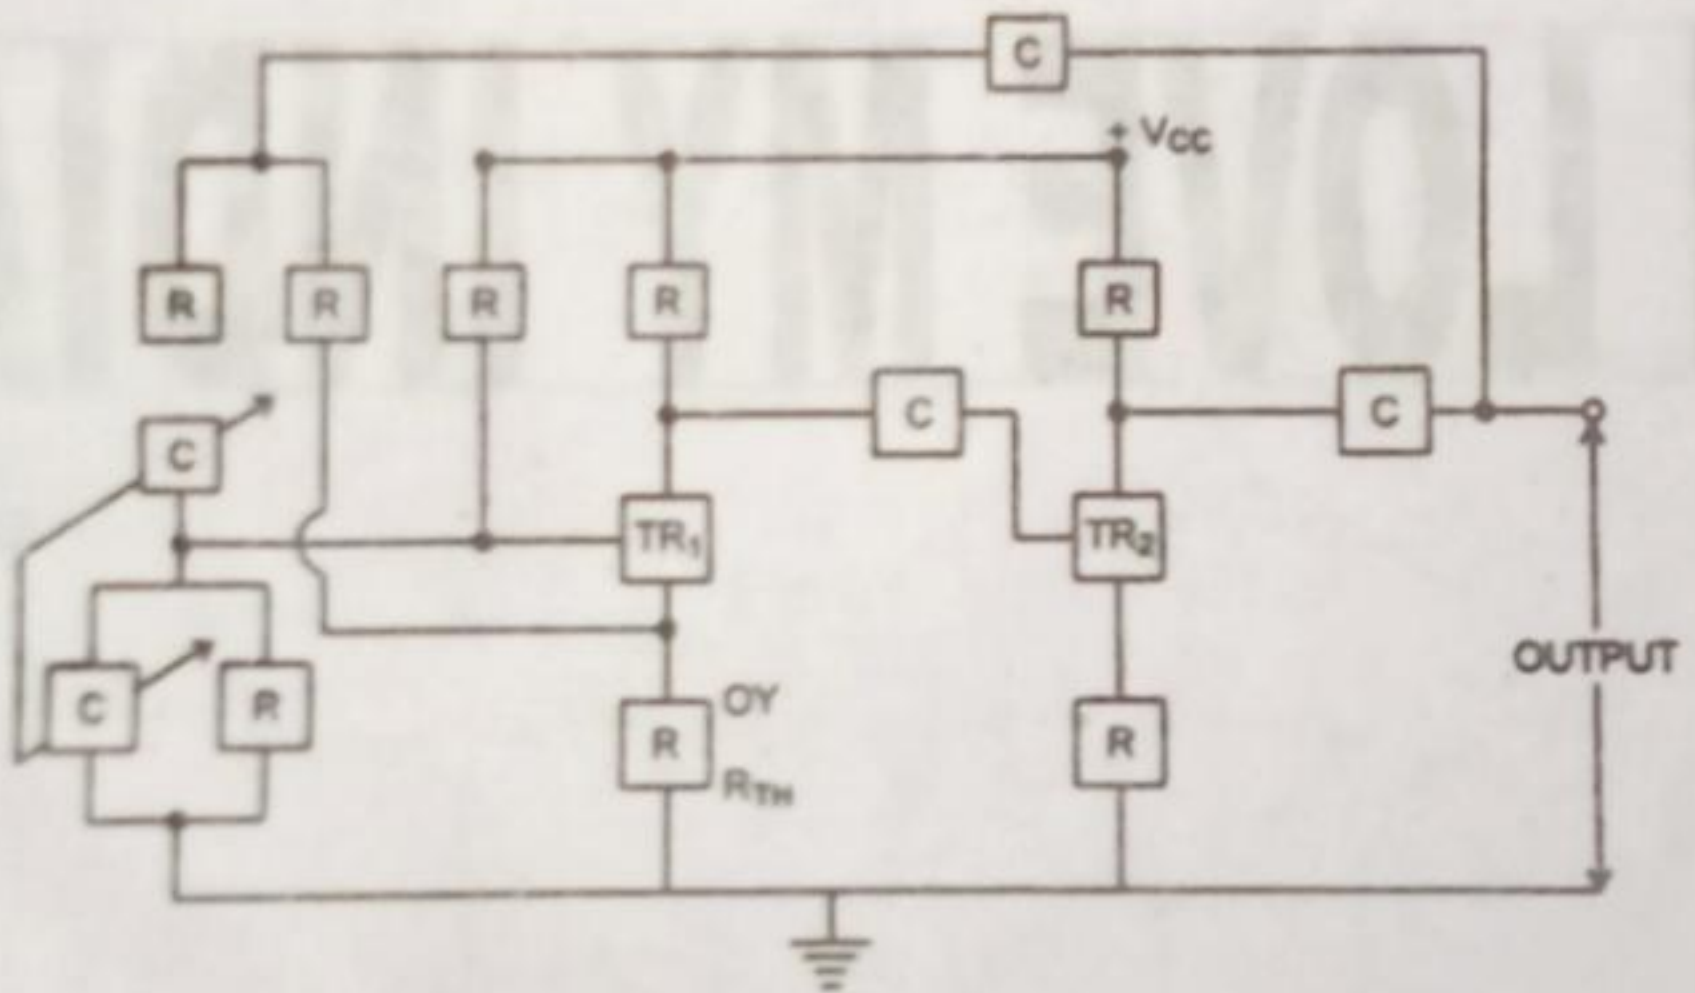 C
+ VCC
R R R R R
C C C
TR1 TR2
C R
R OY R
RTH
OUTPUT